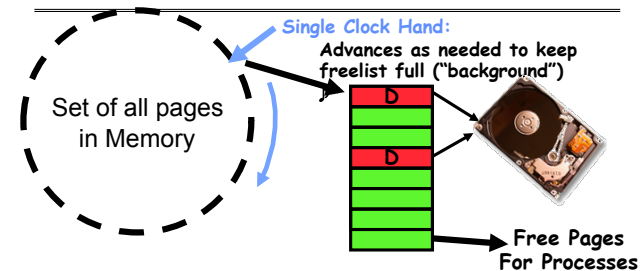 Single Clock Hand:
Advances as needed to keep
freelist full (“background”)
Set of all pages
in Memory
D
D
Free Pages
For Processes